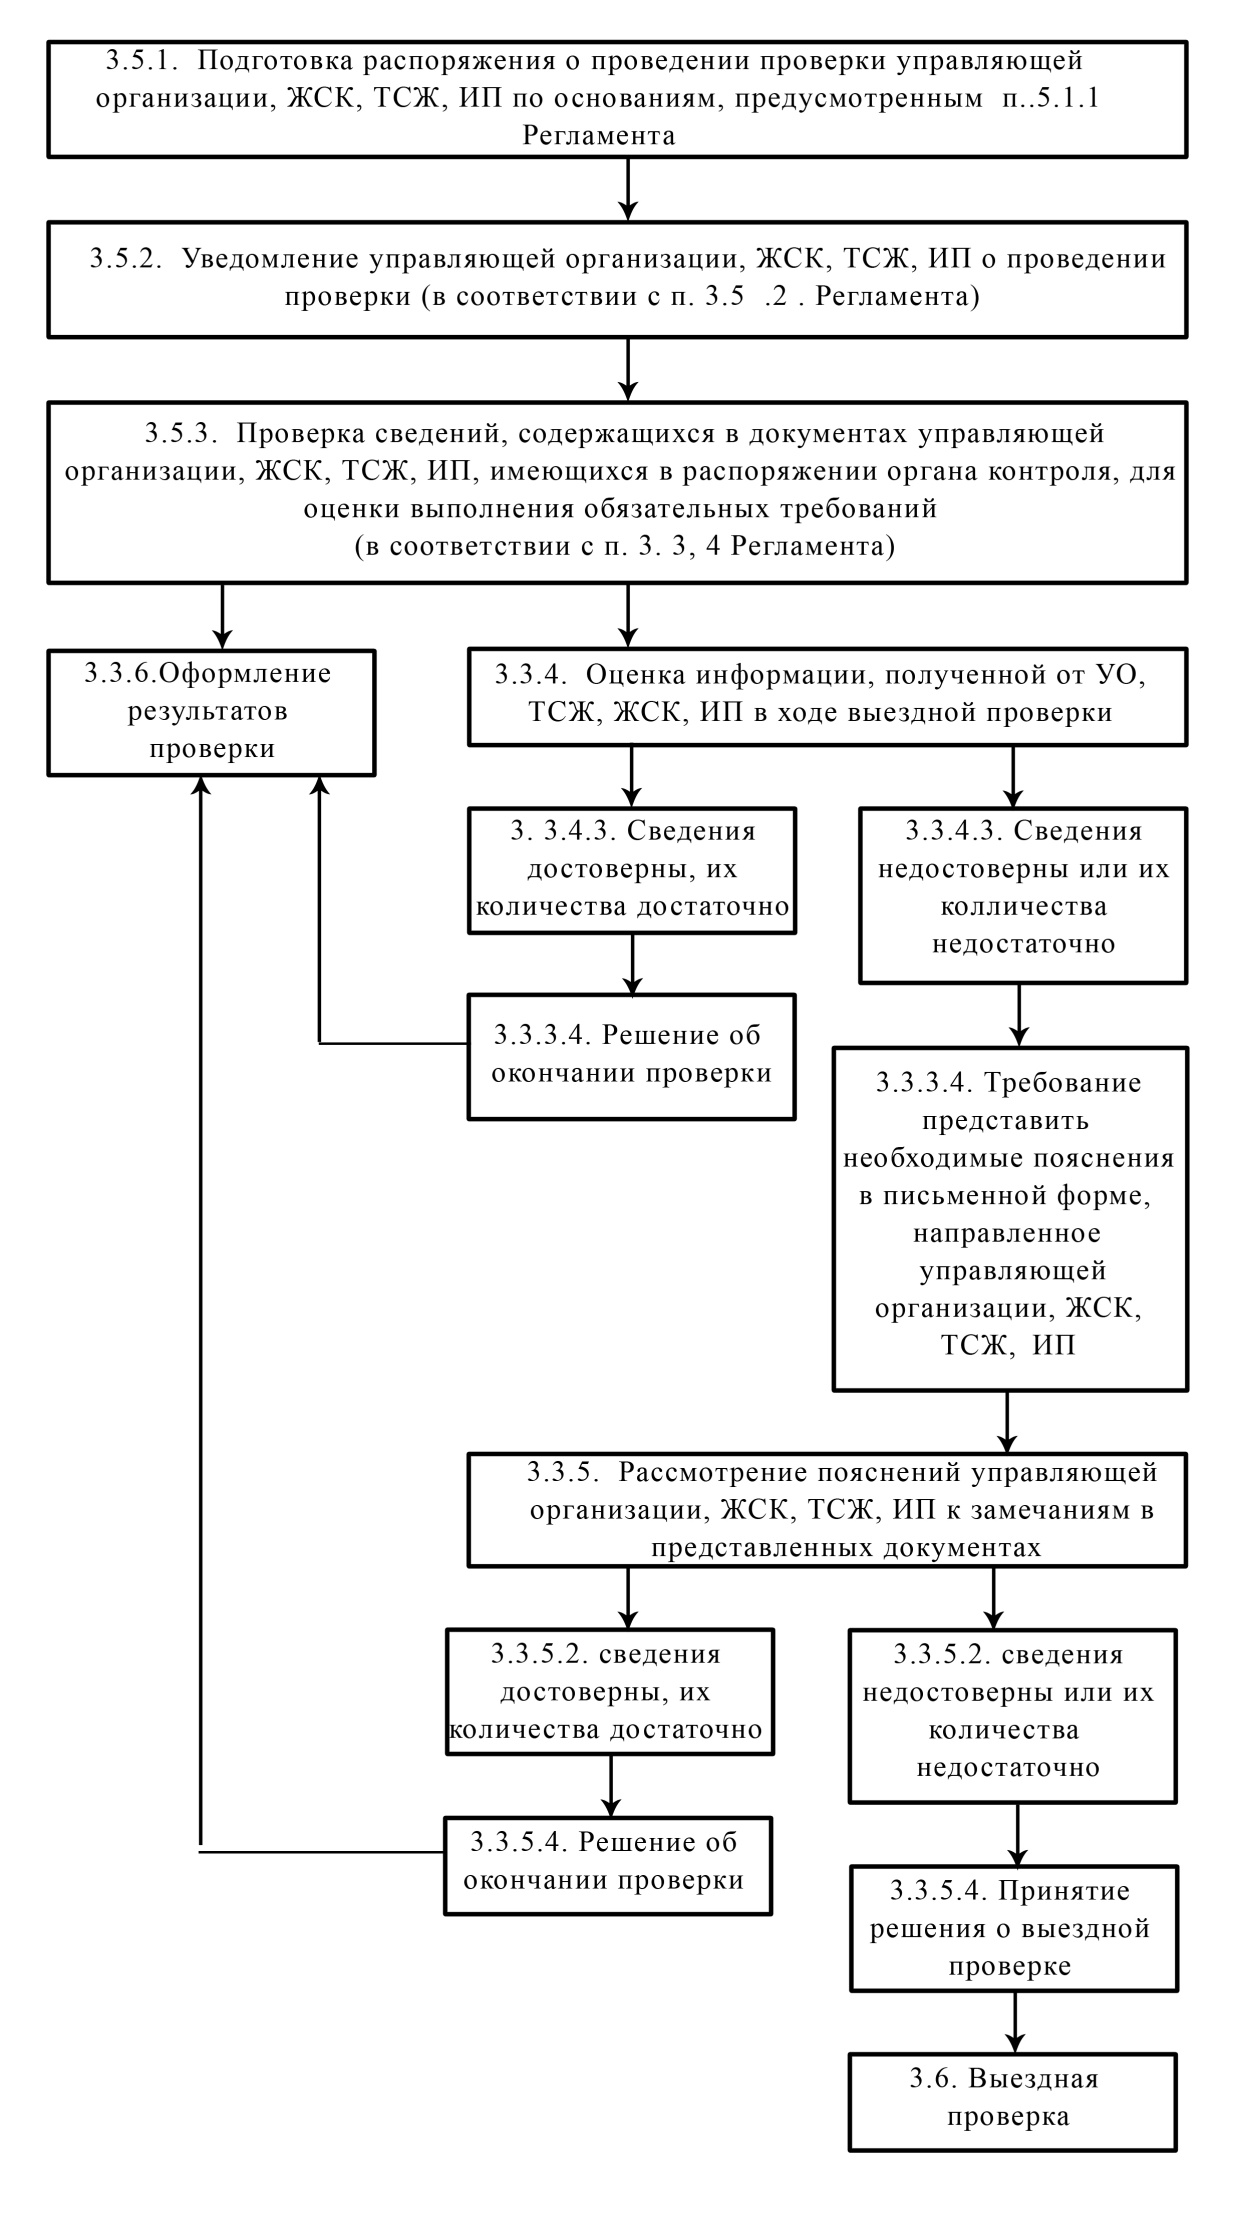 3.5.1.  Подготовка распоряжения о проведении проверки управляющей
организации, ЖСК, ТСЖ, ИП по основаниям, предусмотренным  п..5.1.1
Регламента
3.5.2.  Уведомление управляющей организации, ЖСК, ТСЖ, ИП о проведении
проверки (в соответствии с п. 3.5  .2 . Регламента)
3.5.3.  Проверка сведений, содержащихся в документах управляющей
организации, ЖСК, ТСЖ, ИП, имеющихся в распоряжении органа контроля, для
оценки выполнения обязательных требований
(в соответствии с п. 3. 3, 4 Регламента)
3.3.6.Оформление
результатов
проверки
3.3.4.  Оценка информации, полученной от УО,
ТСЖ, ЖСК, ИП в ходе выездной проверки
3. 3.4.3. Сведения
достоверны, их
количества достаточно
3.3.4.3. Сведения
недостоверны или их
колличества
недостаточно
3.3.3.4. Решение об
окончании проверки
3.3.3.4. Требование
представить
необходимые пояснения
в письменной форме,
направленное
управляющей
организации, ЖСК,
ТСЖ,  ИП
3.3.5.  Рассмотрение пояснений управляющей
организации, ЖСК, ТСЖ, ИП к замечаниям в
представленных документах
3.3.5.2. сведения
достоверны, их
количества достаточно
3.3.5.2. сведения
недостоверны или их
количества
недостаточно
3.3.5.4. Решение об
окончании проверки
3.3.5.4. Принятие
решения о выездной
проверке
3.6. Выездная
проверка